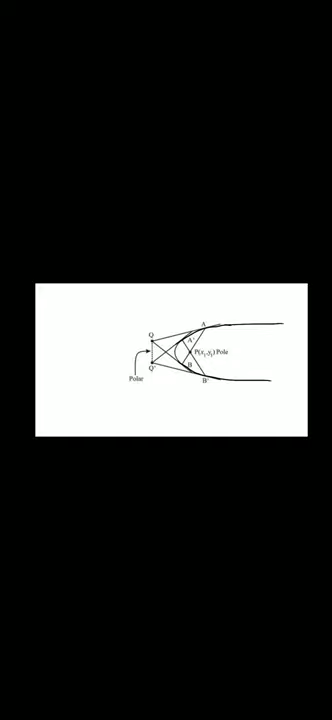 A
Q
A'
P(x₁,y₁) Pole
Q'
B
Polar
B'